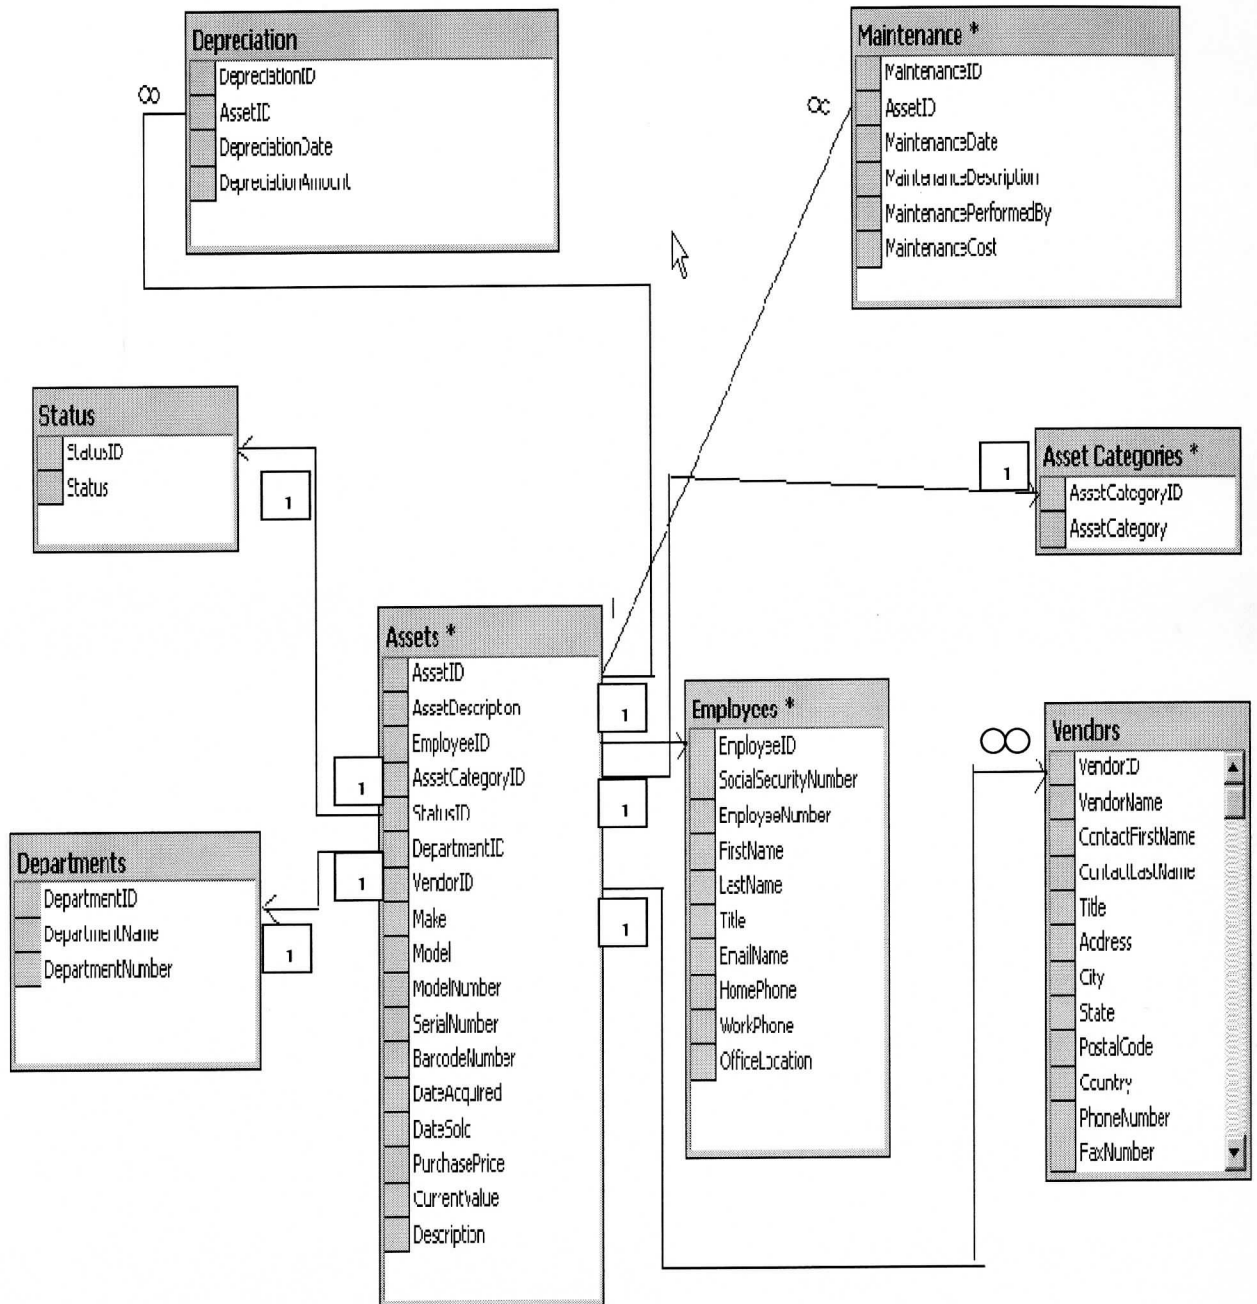 Depreciation
DepreciationID
AssetID
DepreciationDate
DepreciationAmount
∞
Maintenance *
MaintenanceID
AssetID
MaintenanceDate
MaintenanceDescription
MaintenancePerformedBy
MaintenanceCost
∞
Status
StatusID
Status
1
Asset Categories *
AssetCategoryID
AssetCategory
1
Assets *
AssetID
AssetDescription
EmployeeID
AssetCategoryID
StatusID
DepartmentID
VendorID
Make
Model
ModelNumber
SerialNumber
BarcodeNumber
DateAcquired
DateSold
PurchasePrice
CurrentValue
Description
1
1
1
1
1
Employees *
EmployeeID
SocialSecurityNumber
EmployeeNumber
FirstName
LastName
Title
EmailName
HomePhone
WorkPhone
OfficeLocation
∞
Vendors
VendorID
VendorName
ContactFirstName
ContactLastName
Title
Address
City
State
PostalCode
Country
PhoneNumber
FaxNumber
Departments
DepartmentID
DepartmentName
DepartmentNumber
1